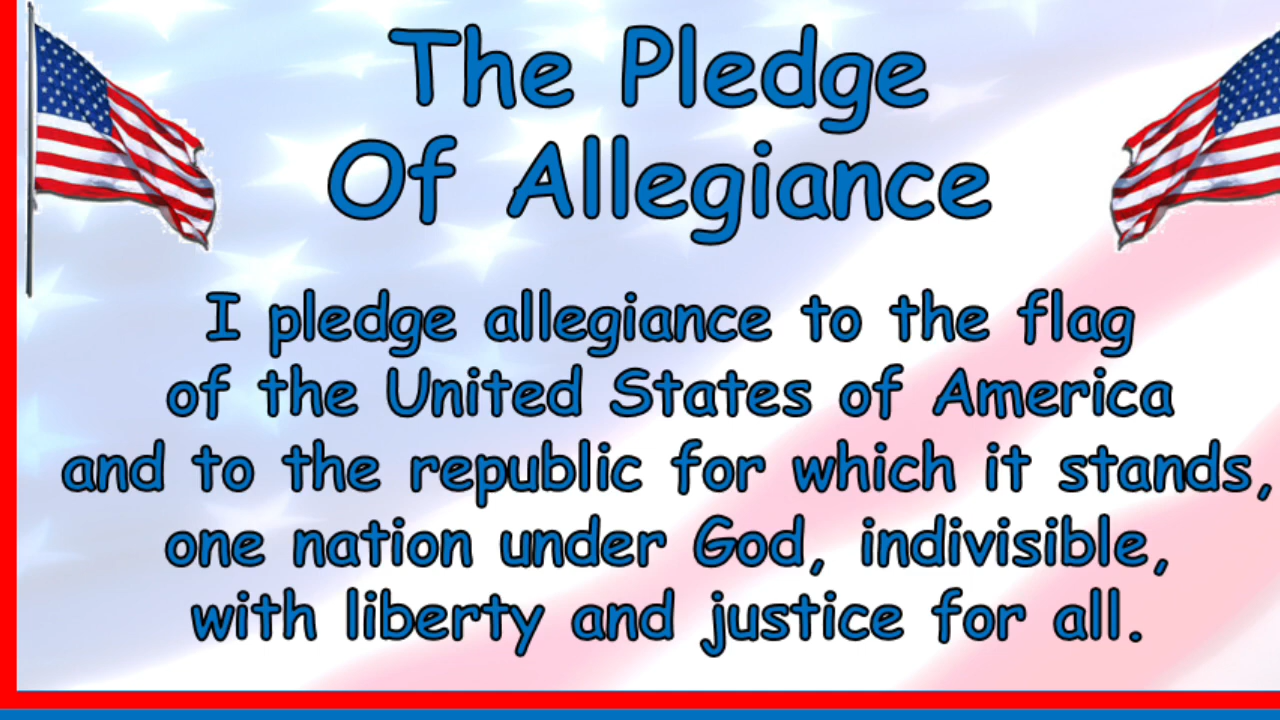 The Pledge
Of Allegiance
I pledge allegiance to the flag
of the United States of America
and to the republic for which it stands,
one nation under God, indivisible,
with liberty and justice for all.